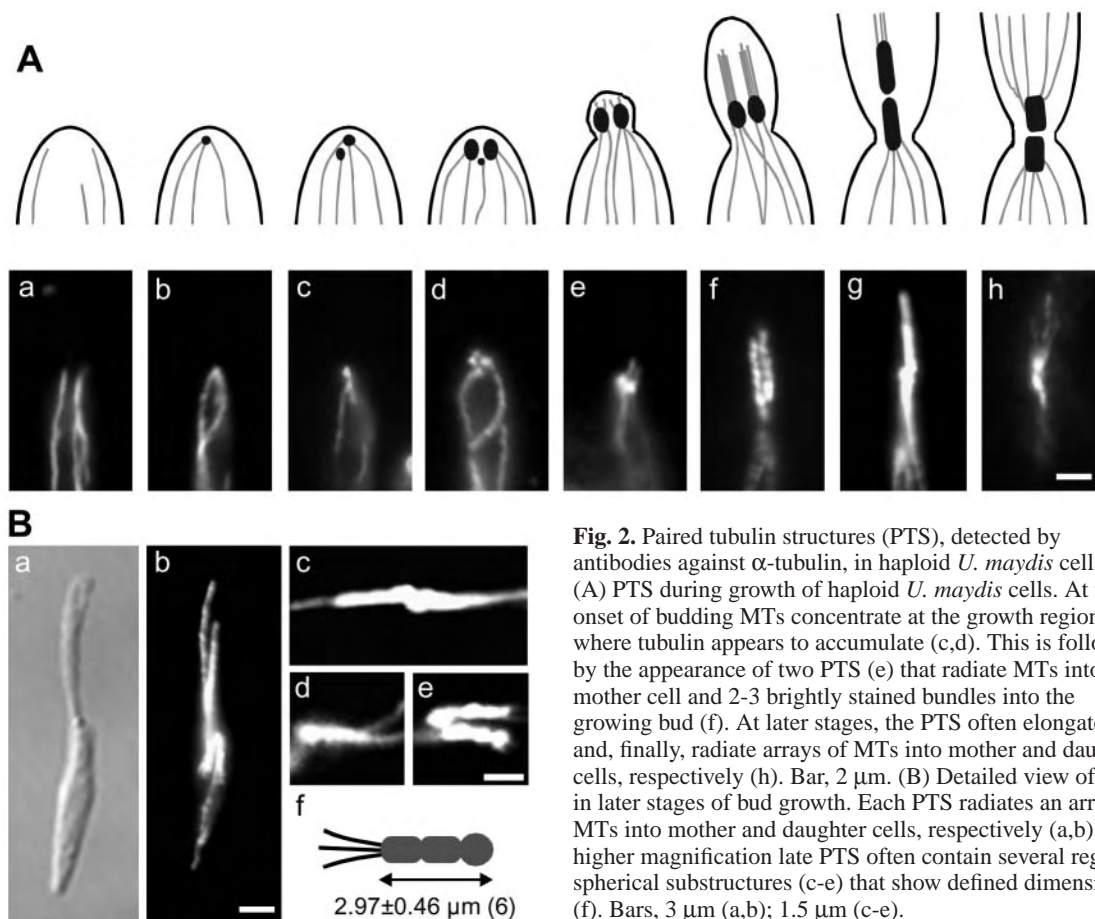 A
a b c d e f g h
B
a b c
d e
f
2.97±0.46 μm (6)
Fig. 2. Paired tubulin structures (PTS), detected by
antibodies against α-tubulin, in haploid U. maydis cell
(A) PTS during growth of haploid U. maydis cells. At
onset of budding MTs concentrate at the growth region
where tubulin appears to accumulate (c,d). This is follo
by the appearance of two PTS (e) that radiate MTs into
mother cell and 2-3 brightly stained bundles into the
growing bud (f). At later stages, the PTS often elongate
and, finally, radiate arrays of MTs into mother and dau
cells, respectively (h). Bar, 2 μm. (B) Detailed view of
in later stages of bud growth. Each PTS radiates an arr
MTs into mother and daughter cells, respectively (a,b)
higher magnification late PTS often contain several reg
spherical substructures (c-e) that show defined dimensi
(f). Bars, 3 μm (a,b); 1.5 μm (c-e).